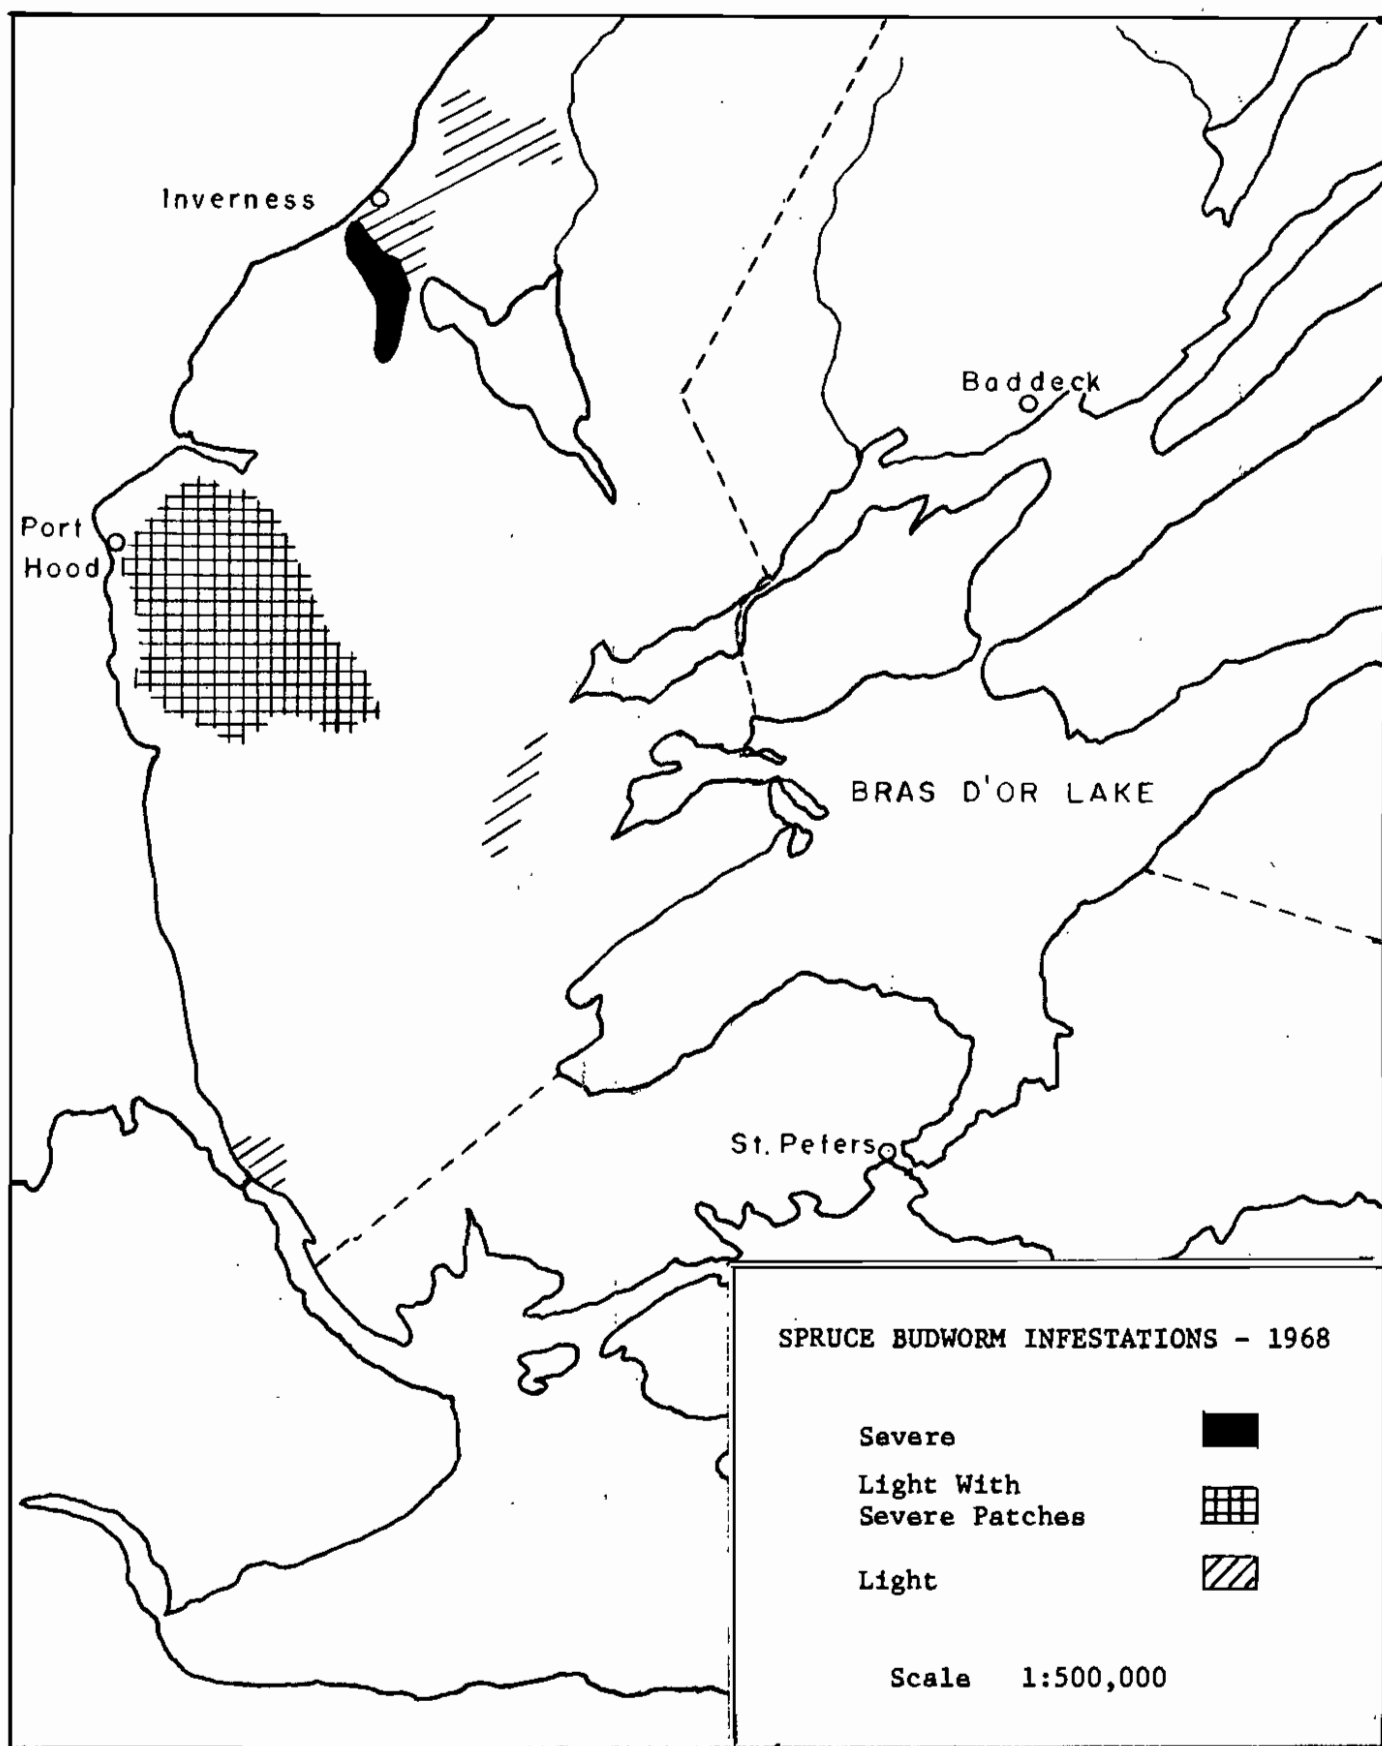 Inverness
Baddeck
Port
Hood
BRAS D'OR LAKE
St. Peters
SPRUCE BUDWORM INFESTATIONS - 1968
Severe
Light With
Severe Patches
Light
Scale 1:500,000